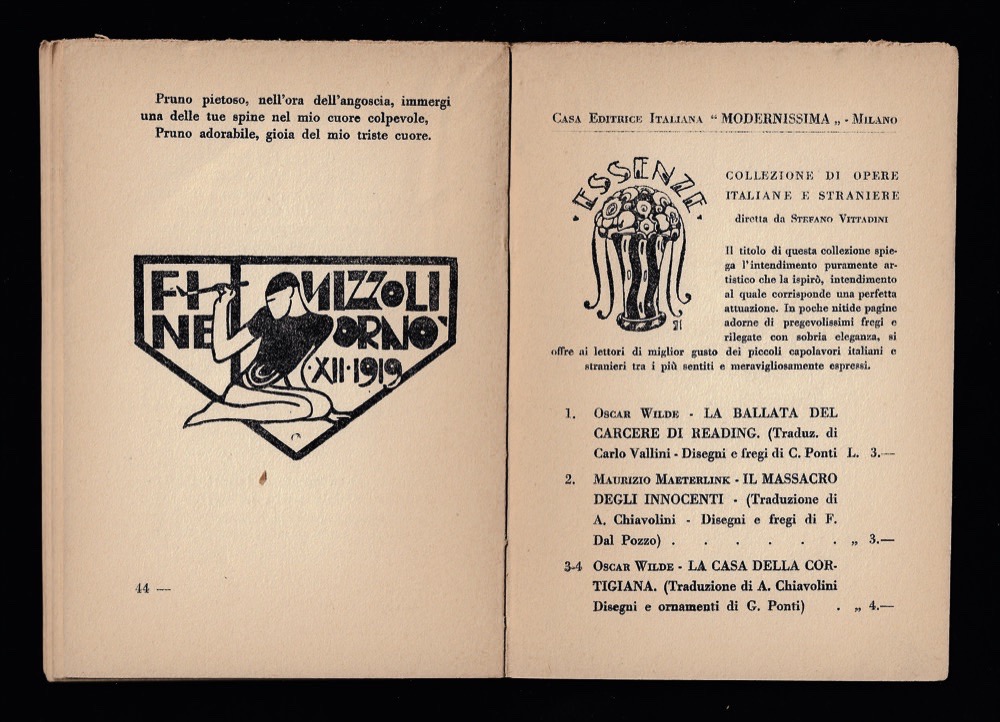 Pruno pietoso, nell'ora dell'angoscia, immergi
una delle tue spine nel mio cuore colpevole,
Pruno adorabile, gioia del mio triste cuore.
FI
NE
NIZZOLI
ORNO'
·XII·1919
44 —
CASA EDITRICE ITALIANA “ MODERNISSIMA „ - MILANO
·ESSENZE·
COLLEZIONE DI OPERE
ITALIANE E STRANIERE
diretta da STEFANO VITTADINI
Il titolo di questa collezione spie-
ga l'intendimento puramente ar-
tistico che la ispirò, intendimento
al quale corrisponde una perfetta
attuazione. In poche nitide pagine
adorne di pregevolissimi fregi e
rilegate con sobria eleganza, si
offre ai lettori di miglior gusto dei piccoli capolavori italiani e
stranieri tra i più sentiti e meravigliosamente espressi.
1. OSCAR WILDE - LA BALLATA DEL
CARCERE DI READING. (Traduz. di
Carlo Vallini - Disegni e fregi di C. Ponti L. 3.—
2. MAURIZIO MAETERLINK - IL MASSACRO
DEGLI INNOCENTI - (Traduzione di
A. Chiavolini - Disegni e fregi di F.
Dal Pozzo) . . . . . . „ 3.—
3-4 OSCAR WILDE - LA CASA DELLA COR-
TIGIANA. (Traduzione di A. Chiavolini
Disegni e ornamenti di G. Ponti) . „ 4.—